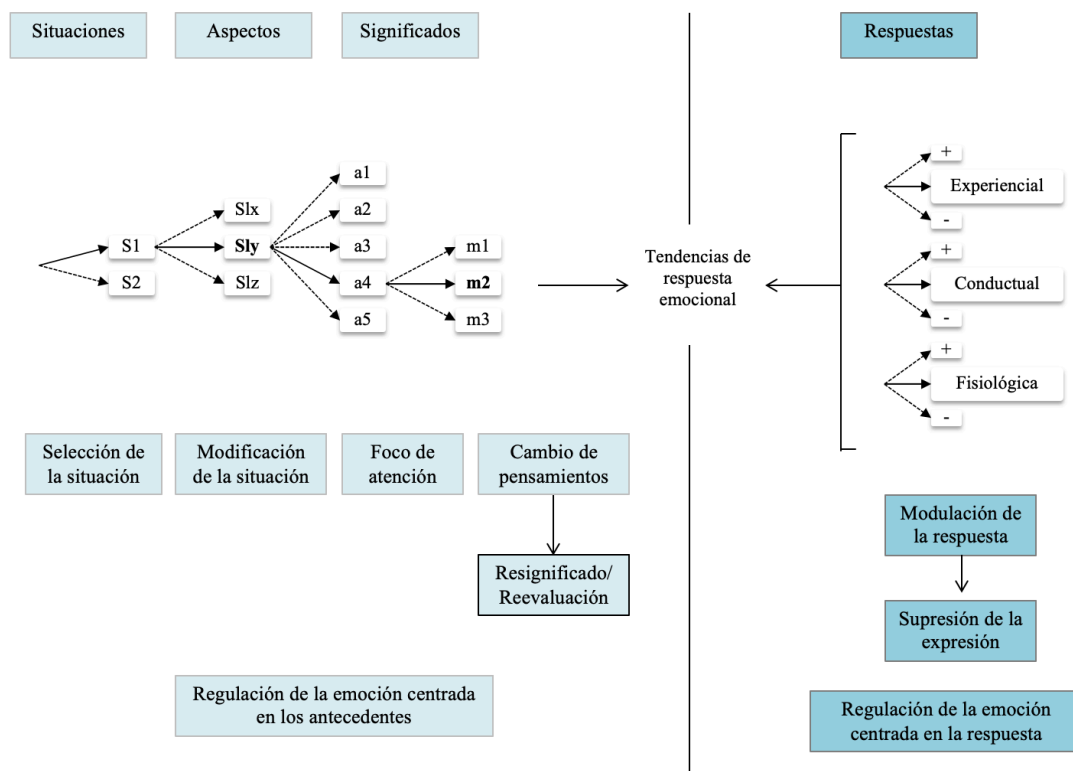 Situaciones
Aspectos
Significados
Respuestas
a1
a2
a3
a4
a5
Slx
Sly
Slz
S1
S2
m1
m2
m3
Tendencias de
respuesta
emocional
+
Experiencial
-
+
Conductual
-
+
Fisiológica
-
Selección de
la situación
Modificación
de la situación
Foco de
atención
Cambio de
pensamientos
Resignificado/
Reevaluación
Modulación de
la respuesta
Supresión de la
expresión
Regulación de la emoción centrada
en los antecedentes
Regulación de la emoción
centrada en la respuesta